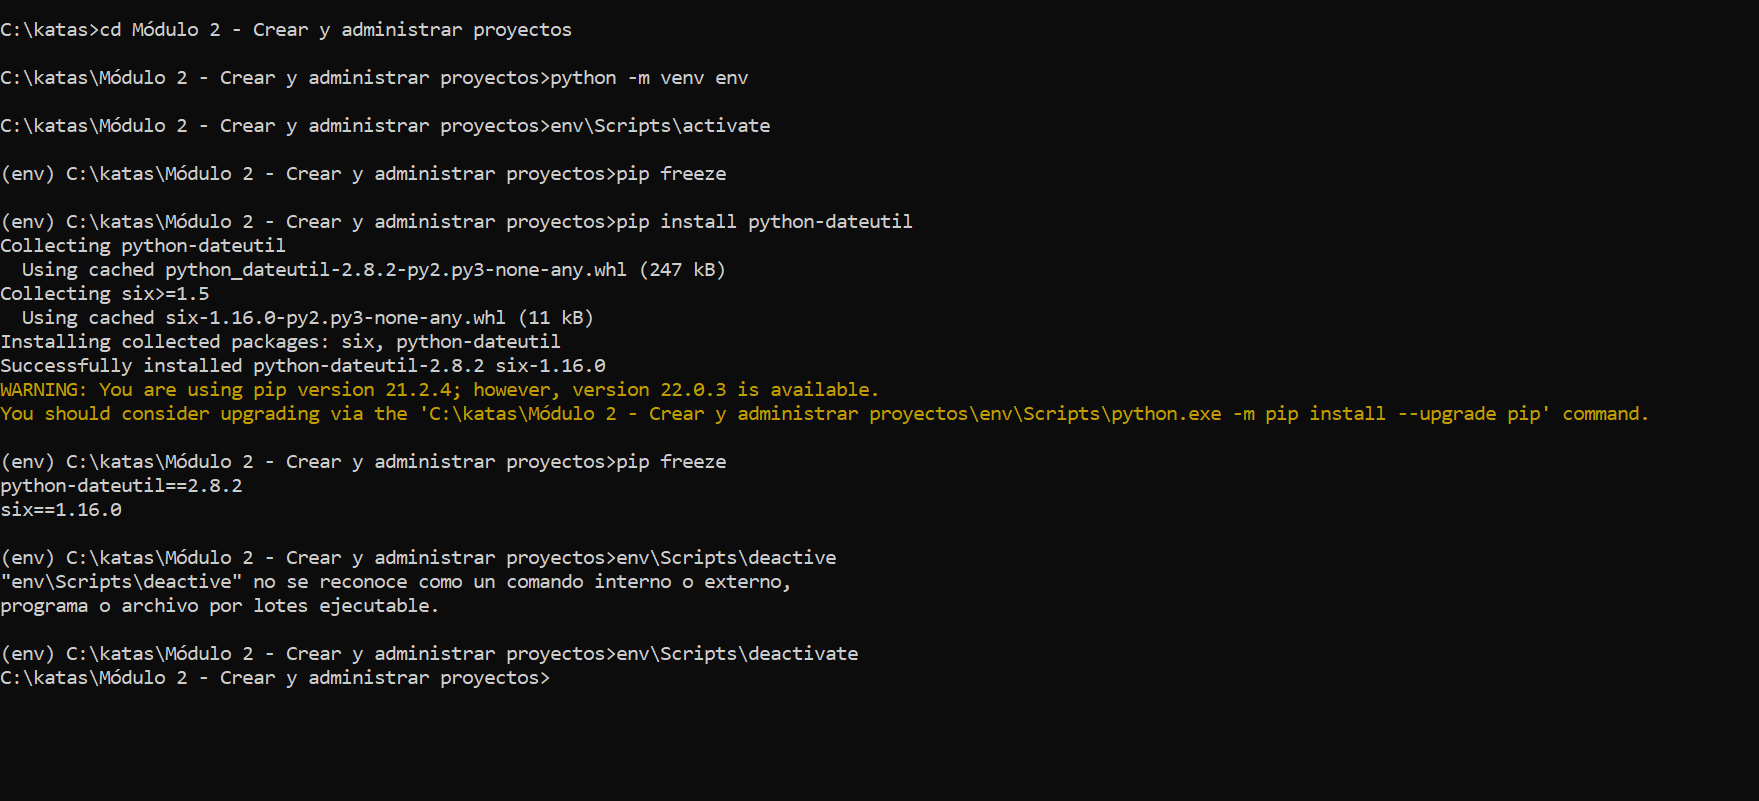 C:\katas>cd Módulo 2 - Crear y administrar proyectos
C:\katas\Módulo 2 - Crear y administrar proyectos>python -m venv env
C:\katas\Módulo 2 - Crear y administrar proyectos>env\Scripts\activate
(env) C:\katas\Módulo 2 - Crear y administrar proyectos>pip freeze
(env) C:\katas\Módulo 2 - Crear y administrar proyectos>pip install python-dateutil
Collecting python-dateutil
  Using cached python_dateutil-2.8.2-py2.py3-none-any.whl (247 kB)
Collecting six>=1.5
  Using cached six-1.16.0-py2.py3-none-any.whl (11 kB)
Installing collected packages: six, python-dateutil
Successfully installed python-dateutil-2.8.2 six-1.16.0
WARNING: You are using pip version 21.2.4; however, version 22.0.3 is available.
You should consider upgrading via the 'C:\katas\Módulo 2 - Crear y administrar proyectos\env\Scripts\python.exe -m pip install --upgrade pip' command.
(env) C:\katas\Módulo 2 - Crear y administrar proyectos>pip freeze
python-dateutil==2.8.2
six==1.16.0
(env) C:\katas\Módulo 2 - Crear y administrar proyectos>env\Scripts\deactive
"env\Scripts\deactive" no se reconoce como un comando interno o externo,
programa o archivo por lotes ejecutable.
(env) C:\katas\Módulo 2 - Crear y administrar proyectos>env\Scripts\deactivate
C:\katas\Módulo 2 - Crear y administrar proyectos>